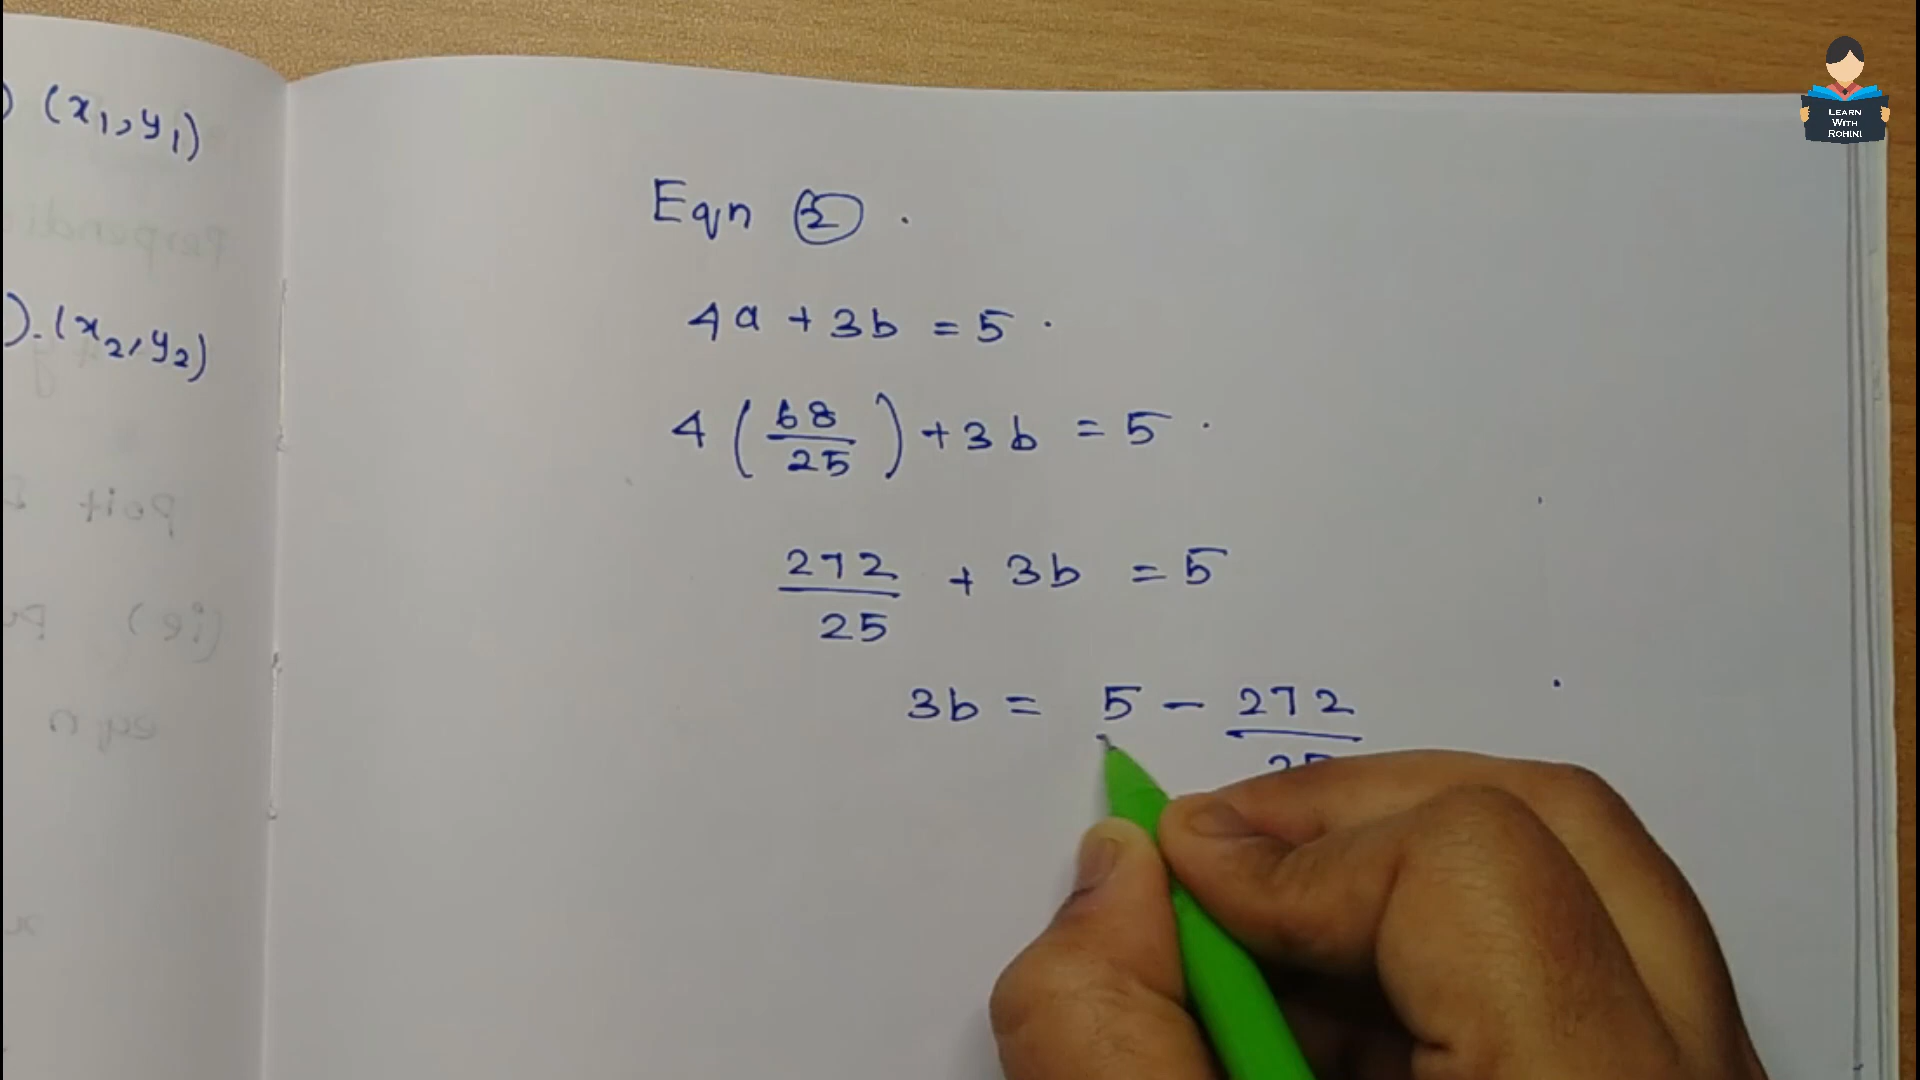 (x₁,y₁)
).(x₂,y₂)
Eqn ②.
4a + 3b = 5.
4(68/25) + 3b = 5.
272/25 + 3b = 5
3b = 5 - 272/25
LEARN
WITH
ROHINI